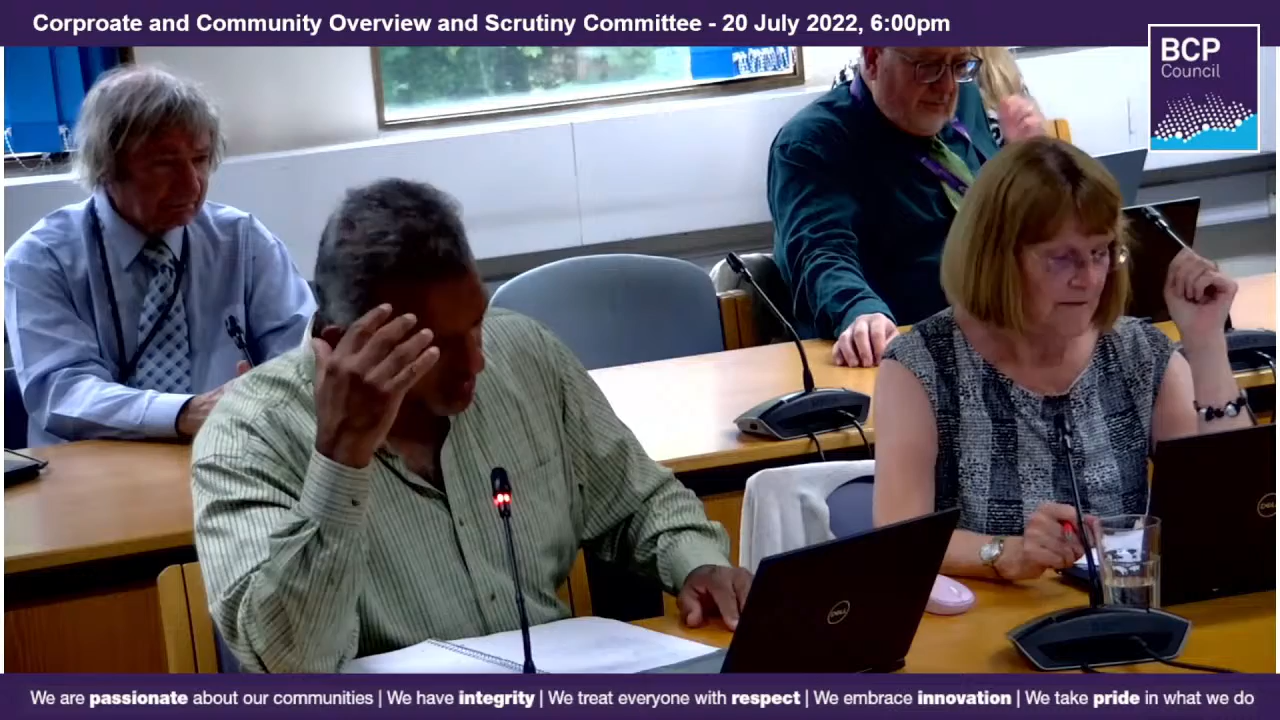 Corproate and Community Overview and Scrutiny Committee - 20 July 2022, 6:00pm
BCP
Council
DELL
DELL
We are passionate about our communities | We have integrity | We treat everyone with respect | We embrace innovation | We take pride in what we do